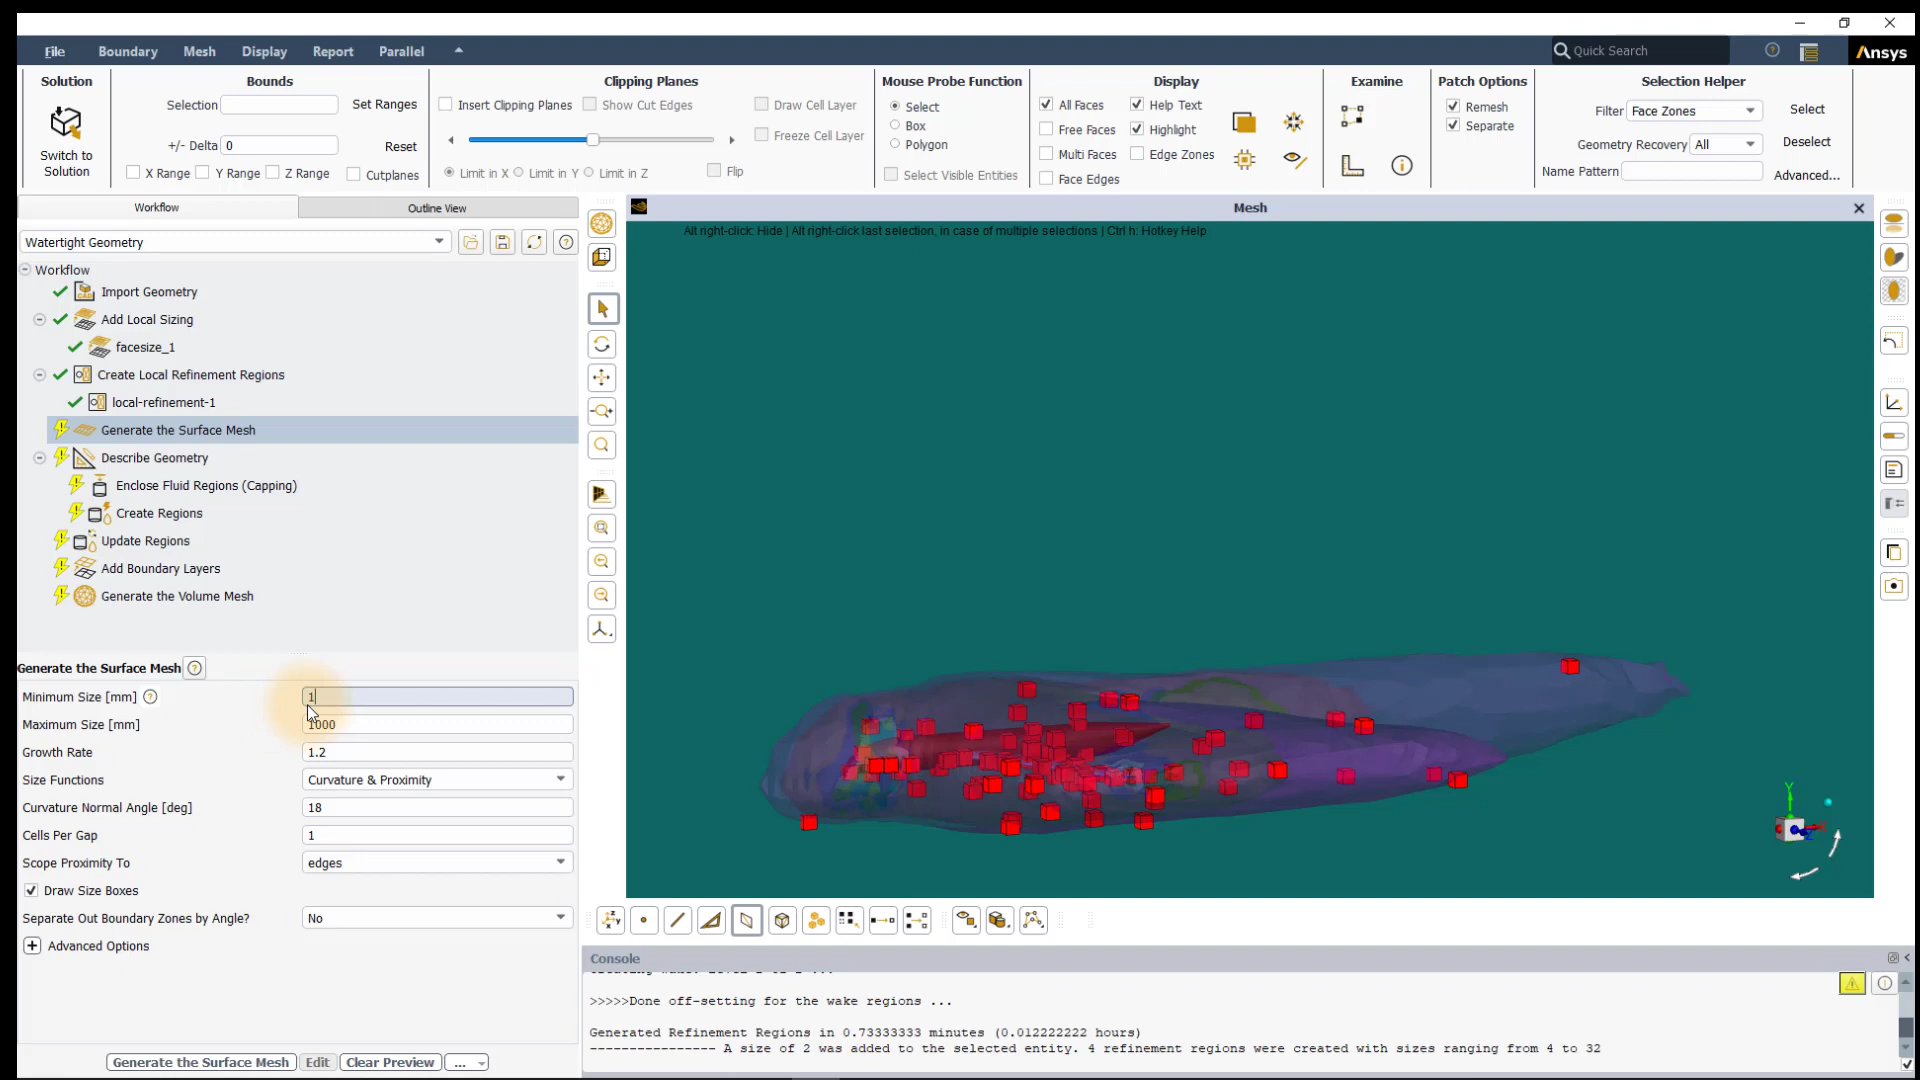 File Boundary Mesh Display Report Parallel Quick Search Ansys
Solution Bounds Clipping Planes Mouse Probe Function Display Examine Patch Options Selection Helper
Selection Set Ranges Insert Clipping Planes Show Cut Edges Draw Cell Layer Select All Faces Help Text Remesh Filter Face Zones Select
Box Free Faces Highlight Separate
+/- Delta 0 Reset Freeze Cell Layer Polygon Multi Faces Edge Zones Geometry Recovery All Deselect
Switch to
Solution
X Range Y Range Z Range Cutplanes Limit in X Limit in Y Limit in Z Flip Select Visible Entities Face Edges Name Pattern Advanced...
Workflow Outline View Mesh
Alt right-click: Hide | Alt right-click last selection, in case of multiple selections | Ctrl h: Hotkey Help
Watertight Geometry
Workflow
Import Geometry
Add Local Sizing
facesize_1
Create Local Refinement Regions
local-refinement-1
Generate the Surface Mesh
Describe Geometry
Enclose Fluid Regions (Capping)
Create Regions
Update Regions
Add Boundary Layers
Generate the Volume Mesh
Generate the Surface Mesh
Minimum Size [mm] 1
Maximum Size [mm] 1000
Growth Rate 1.2
Size Functions Curvature & Proximity
Curvature Normal Angle [deg] 18
Cells Per Gap 1
Scope Proximity To edges
Draw Size Boxes
Separate Out Boundary Zones by Angle? No
Advanced Options
Generate the Surface Mesh Edit Clear Preview ...
Y
Console
>>>>>Done off-setting for the wake regions ...
Generated Refinement Regions in 0.73333333 minutes (0.012222222 hours)
---------------- A size of 2 was added to the selected entity. 4 refinement regions were created with sizes ranging from 4 to 32